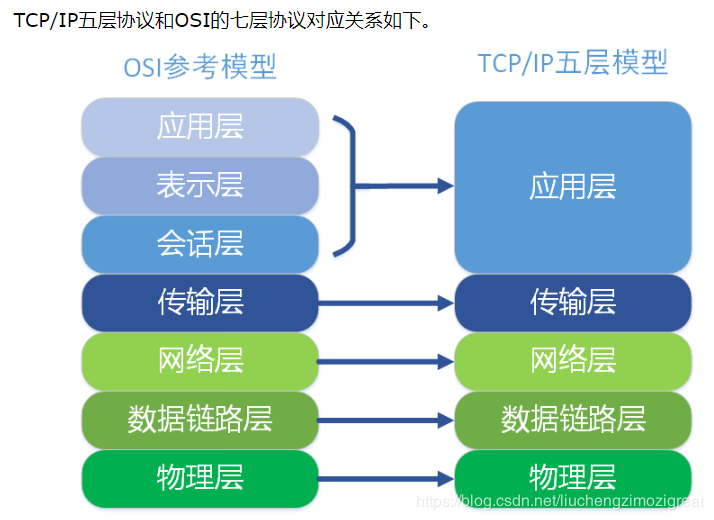 TCP/IP五层协议和OSI的七层协议对应关系如下。
OSI参考模型
TCP/IP五层模型
应用层
表示层
会话层
传输层
网络层
数据链路层
物理层
应用层
传输层
网络层
数据链路层
物理层
https://blog.csdn.net/liuchengzimozigreat